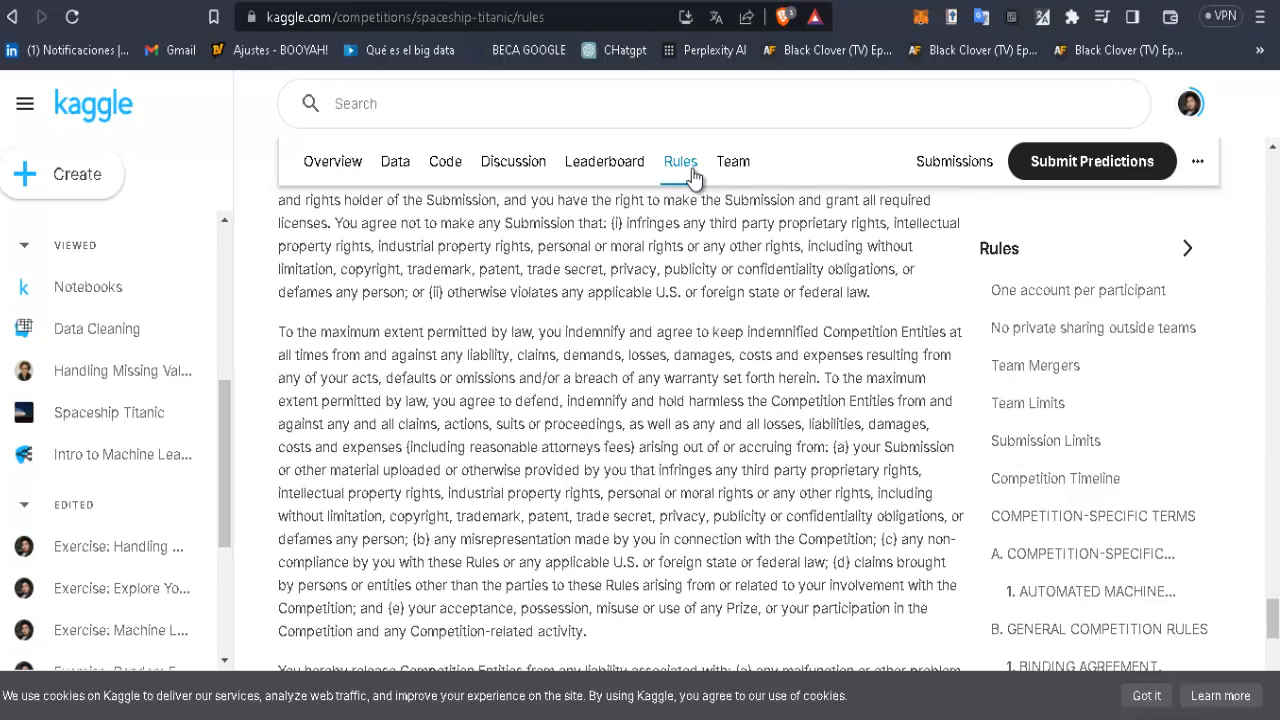 kaggle.com/competitions/spaceship-titanic/rules
VPN
(1) Notificaciones |...
Gmail
Ajustes - BOOYAH!
Qué es el big data
BECA GOOGLE
CHatgpt
Perplexity AI
Black Clover (TV) Ep...
Black Clover (TV) Ep...
Black Clover (TV) Ep...
kaggle
Search
Create
Overview
Data
Code
Discussion
Leaderboard
Rules
Team
Submissions
Submit Predictions
VIEWED
Notebooks
Data Cleaning
Handling Missing Val...
Spaceship Titanic
Intro to Machine Lea...
EDITED
Exercise: Handling ...
Exercise: Explore Yo...
Exercise: Machine L...
and rights holder of the Submission, and you have the right to make the Submission and grant all required
licenses. You agree not to make any Submission that: (i) infringes any third party proprietary rights, intellectual
property rights, industrial property rights, personal or moral rights or any other rights, including without
limitation, copyright, trademark, patent, trade secret, privacy, publicity or confidentiality obligations, or
defames any person; or (ii) otherwise violates any applicable U.S. or foreign state or federal law.
To the maximum extent permitted by law, you indemnify and agree to keep indemnified Competition Entities at
all times from and against any liability, claims, demands, losses, damages, costs and expenses resulting from
any of your acts, defaults or omissions and/or a breach of any warranty set forth herein. To the maximum
extent permitted by law, you agree to defend, indemnify and hold harmless the Competition Entities from and
against any and all claims, actions, suits or proceedings, as well as any and all losses, liabilities, damages,
costs and expenses (including reasonable attorneys fees) arising out of or accruing from: (a) your Submission
or other material uploaded or otherwise provided by you that infringes any third party proprietary rights,
intellectual property rights, industrial property rights, personal or moral rights or any other rights, including
without limitation, copyright, trademark, patent, trade secret, privacy, publicity or confidentiality obligations, or
defames any person; (b) any misrepresentation made by you in connection with the Competition; (c) any non-
compliance by you with these Rules or any applicable U.S. or foreign state or federal law; (d) claims brought
by persons or entities other than the parties to these Rules arising from or related to your involvement with the
Competition; and (e) your acceptance, possession, misuse or use of any Prize, or your participation in the
Competition and any Competition-related activity.
You hereby release Competition Entities from any liability associated with: (a) any malfunction or other problem
Rules
One account per participant
No private sharing outside teams
Team Mergers
Team Limits
Submission Limits
Competition Timeline
COMPETITION-SPECIFIC TERMS
A. COMPETITION-SPECIFIC...
1. AUTOMATED MACHINE...
B. GENERAL COMPETITION RULES
1. BINDING AGREEMENT.
We use cookies on Kaggle to deliver our services, analyze web traffic, and improve your experience on the site. By using Kaggle, you agree to our use of cookies.
Got it
Learn more